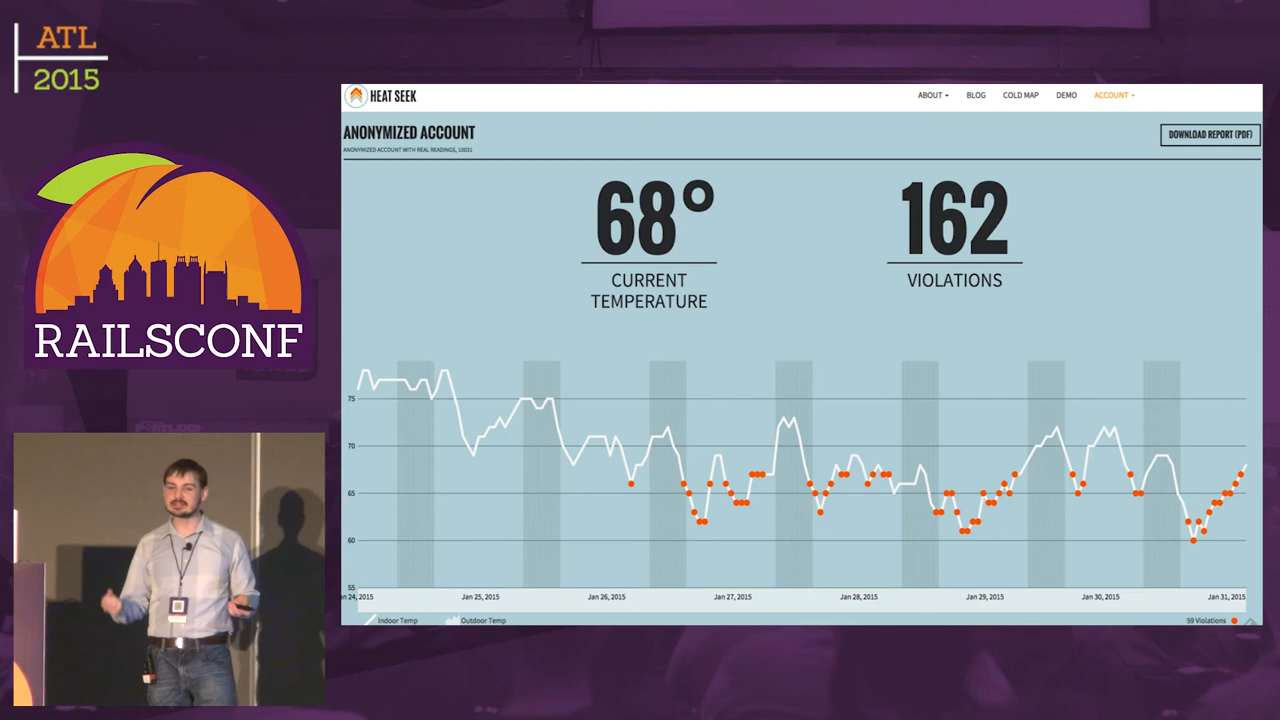 ATL
2015
RAILSCONF
HEAT SEEK
ABOUT
BLOG
COLD MAP
DEMO
ACCOUNT
ANONYMIZED ACCOUNT
ANONYMIZED ACCOUNT WITH REAL READINGS, 10031
DOWNLOAD REPORT (PDF)
68°
CURRENT
TEMPERATURE
162
VIOLATIONS
75
70
65
60
55
n 24, 2015
Jan 25, 2015
Jan 26, 2015
Jan 27, 2015
Jan 28, 2015
Jan 29, 2015
Jan 30, 2015
Jan 31, 2015
Indoor Temp
Outdoor Temp
59 Violations